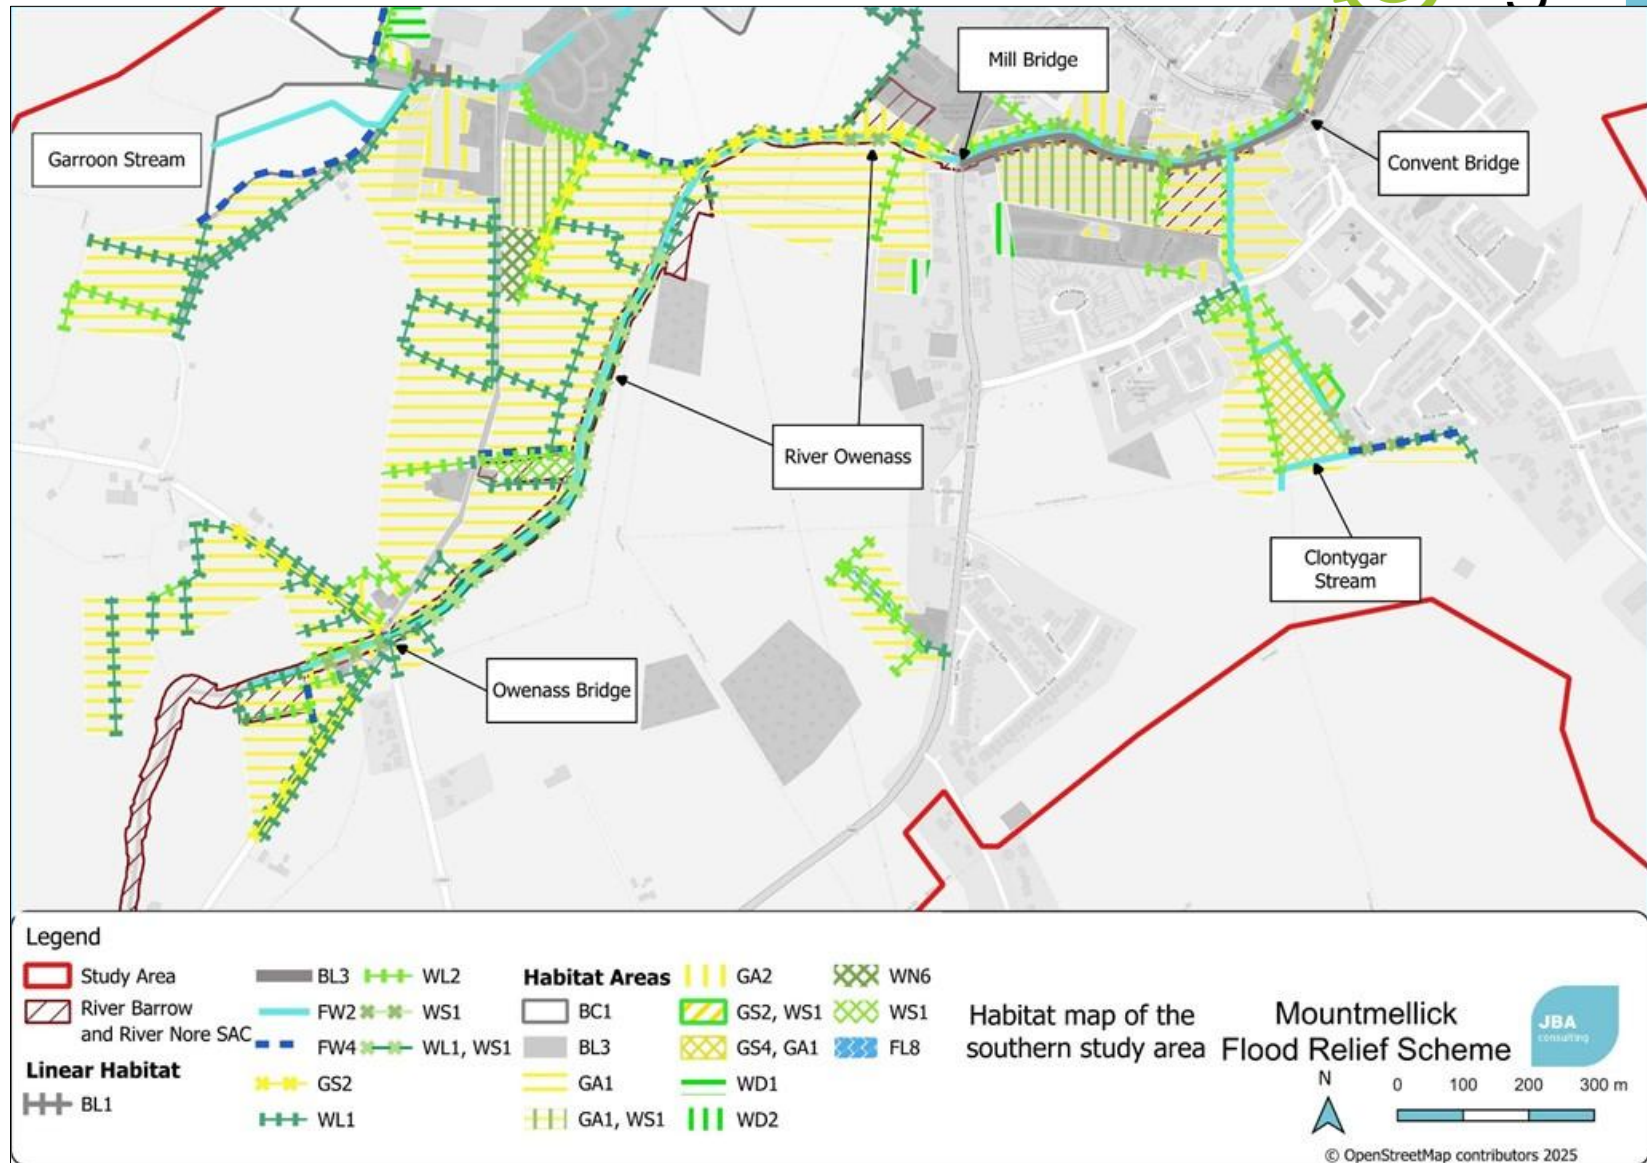 Mill Bridge
Garroon Stream
Convent Bridge
River Owenass
Clontygar
Stream
Owenass Bridge
Legend
Study Area
River Barrow
and River Nore SAC
Linear Habitat
BL1
BL3
FW2
FW4
GS2
WL1
WL2
WS1
WL1, WS1
Habitat Areas
BC1
BL3
GA1
GA1, WS1
GA2
GS2, WS1
GS4, GA1
WD1
WD2
WN6
WS1
FL8
Habitat map of the
southern study area
Mountmellick
Flood Relief Scheme
JBA
consulting
N
0 100 200 300 m
© OpenStreetMap contributors 2025